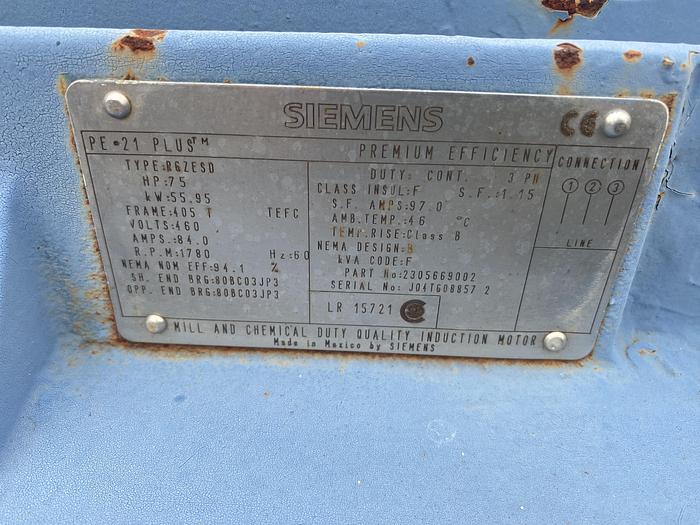 SIEMENS
CE
PE•21 PLUS™
PREMIUM EFFICIENCY
TYPE:RGZESD
HP:75
kW:55.95
FRAME:405 T TEFC
VOLTS:460
AMPS:84.0
R.P.M:1780 Hz:60
NEMA NOM EFF:94.1 %
SH. END BRG:80BC03JP3
OPP. END BRG:80BC03JP3
DUTY: CONT. 3 PH
CLASS INSUL:F S.F.:1.15
S.F. AMPS:97.0
AMB.TEMP.:46 °C
TEMP.RISE:Class B
NEMA DESIGN:B
kVA CODE:F
PART No:2305669002
SERIAL No: J04T608857 2
LR 15721
CONNECTION
1 2 3
LINE
MILL AND CHEMICAL DUTY QUALITY INDUCTION MOTOR
Made in Mexico by SIEMENS